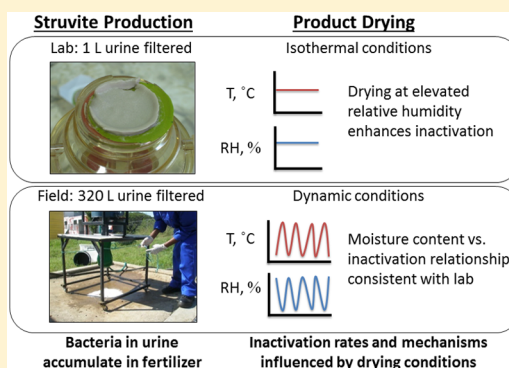 Struvite Production
Product Drying
Lab: 1 L urine filtered
Isothermal conditions
T, ˚C
RH, %
Drying at elevated
relative humidity
enhances inactivation
Field: 320 L urine filtered
Dynamic conditions
T, ˚C
RH, %
Moisture content vs.
inactivation relationship
consistent with lab
Bacteria in urine
accumulate in fertilizer
Inactivation rates and mechanisms
influenced by drying conditions